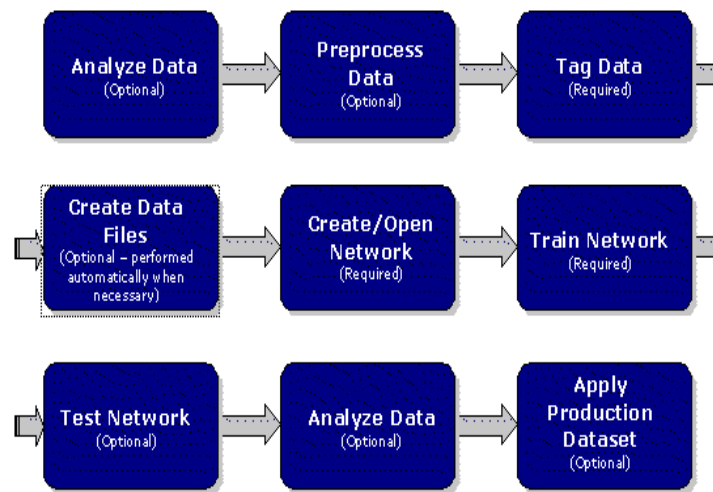 Analyze Data
(Optional)
Preprocess
Data
(Optional)
Tag Data
(Required)
Create Data
Files
(Optional – performed
automatically when
necessary)
Create/Open
Network
(Required)
Train Network
(Required)
Test Network
(Optional)
Analyze Data
(Optional)
Apply
Production
Dataset
(Optional)